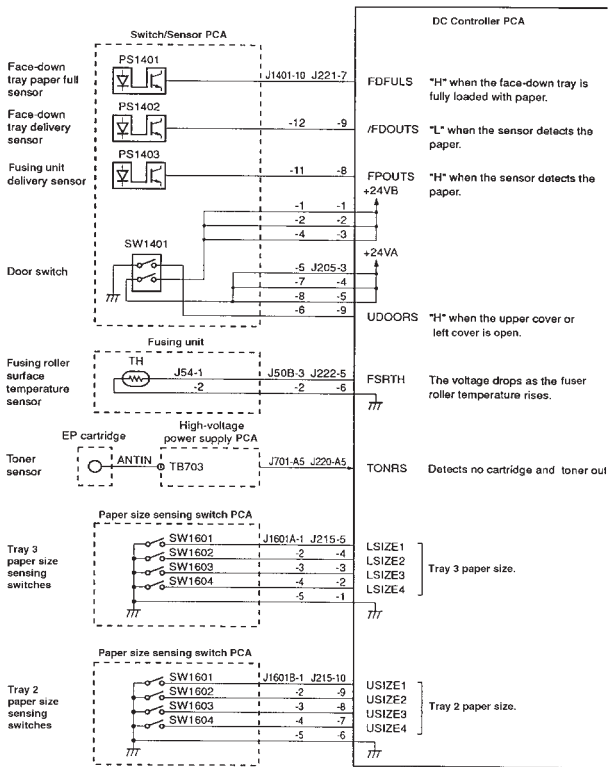 DC Controller PCA
Switch/Sensor PCA
Face-down
tray paper full
sensor
PS1401
J1401-10 J221-7
FDFULS
"H" when the face-down tray is
fully loaded with paper.
Face-down
tray delivery
sensor
PS1402
-12 -9
/FDOUTS
"L" when the sensor detects the
paper.
Fusing unit
delivery sensor
PS1403
-11 -8
FPOUTS
"H" when the sensor detects the
paper.
+24VB
-1 -1
-2 -2
-4 -3
Door switch
SW1401
+24VA
-5 J205-3
-7 -4
-8 -5
-6 -9
UDOORS
"H" when the upper cover or
left cover is open.
Fusing unit
Fusing roller
surface
temperature
sensor
TH
J54-1 J50B-3 J222-5
-2 -2 -6
FSRTH
The voltage drops as the fuser
roller temperature rises.
High-voltage
power supply PCA
EP cartridge
Toner
sensor
ANTIN
TB703
J701-A5 J220-A5
TONRS
Detects no cartridge and toner out
Paper size sensing switch PCA
Tray 3
paper size
sensing
switches
SW1601 J1601A-1 J215-5 LSIZE1
SW1602 -2 -4 LSIZE2
SW1603 -3 -3 LSIZE3
SW1604 -4 -2 LSIZE4
-5 -1
Tray 3 paper size.
Paper size sensing switch PCA
Tray 2
paper size
sensing
switches
SW1601 J1601B-1 J215-10 USIZE1
SW1602 -2 -9 USIZE2
SW1603 -3 -8 USIZE3
SW1604 -4 -7 USIZE4
-5 -6
Tray 2 paper size.